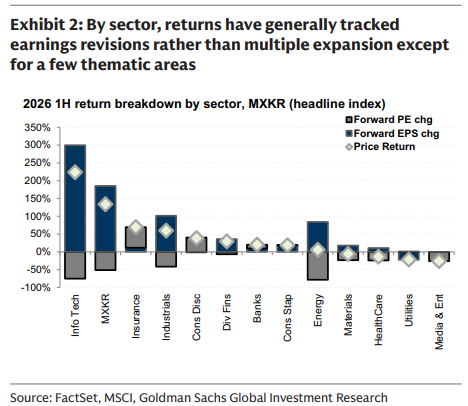 Exhibit 2: By sector, returns have generally tracked
earnings revisions rather than multiple expansion except
for a few thematic areas
2026 1H return breakdown by sector, MXKR (headline index)
Forward PE chg
Forward EPS chg
Price Return
350%
300%
250%
200%
150%
100%
50%
0%
-50%
-100%
Info Tech
MXKR
Insurance
Industrials
Cons Disc
Div Fins
Banks
Cons Stap
Energy
Materials
HealthCare
Utilities
Media & Ent
Source: FactSet, MSCI, Goldman Sachs Global Investment Research